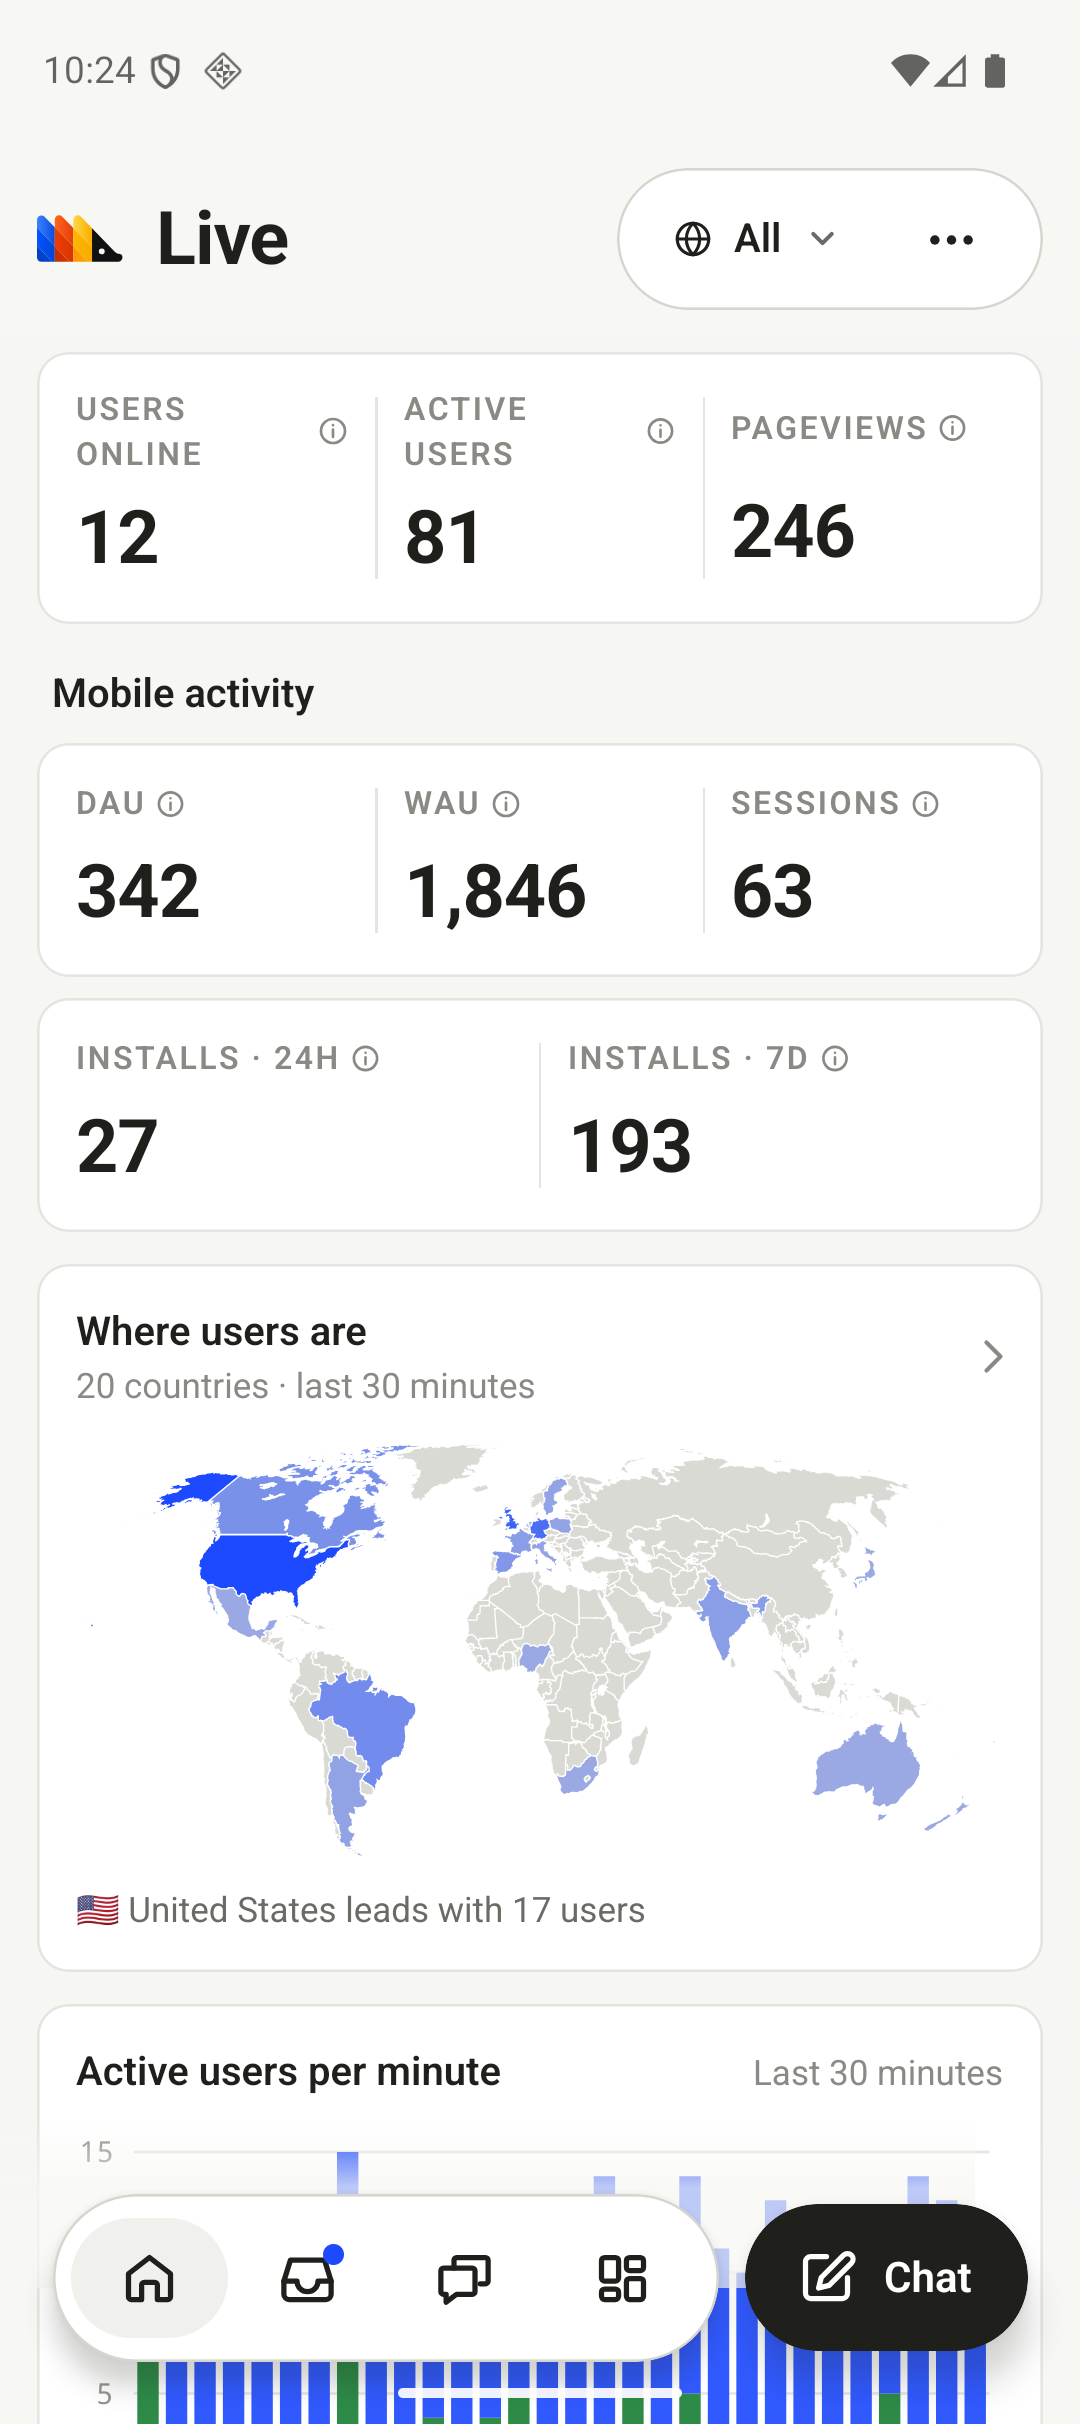 10:24
Live
All
USERS ONLINE
12
ACTIVE USERS
81
PAGEVIEWS
246
Mobile activity
DAU
342
WAU
1,846
SESSIONS
63
INSTALLS · 24H
27
INSTALLS · 7D
193
Where users are
20 countries · last 30 minutes
🇺🇸 United States leads with 17 users
Active users per minute
Last 30 minutes
15
Chat
5